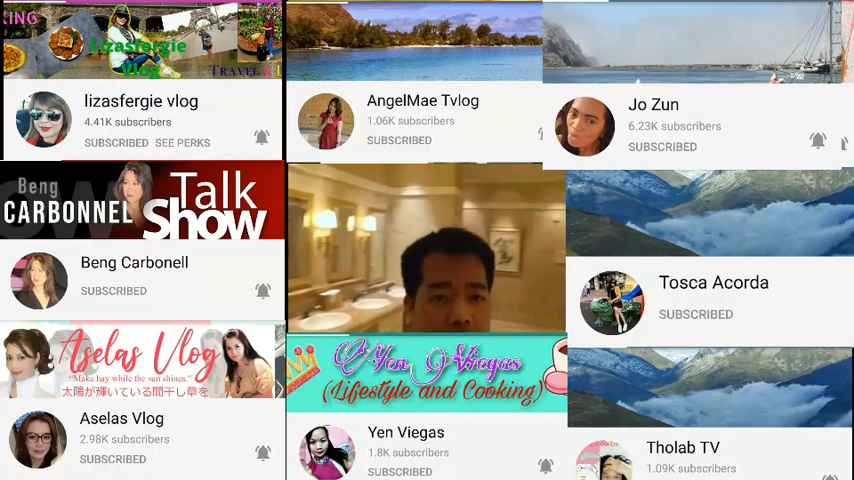 KING
Lizasfergie
Vlog
TRAVEL &
lizasfergie vlog
4.41K subscribers
SUBSCRIBED SEE PERKS
AngelMae Tvlog
1.06K subscribers
SUBSCRIBED
Jo Zun
6.23K subscribers
SUBSCRIBED
Beng
CARBONNEL
Talk
Show
Beng Carbonell
SUBSCRIBED
Tosca Acorda
SUBSCRIBED
Aselas Vlog
"Make hay while the sun shines."
太陽が輝いている間干し草を
Aselas Vlog
2.98K subscribers
SUBSCRIBED
Yen Viegas
(Lifestyle and Cooking)
Yen Viegas
1.8K subscribers
SUBSCRIBED
Tholab TV
1.09K subscribers